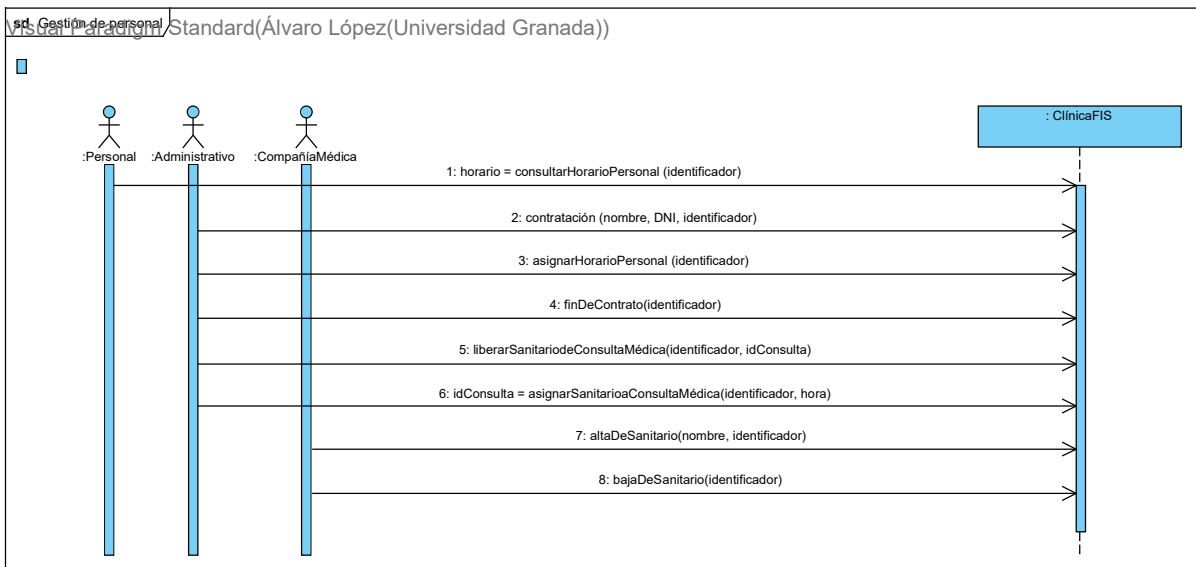 sd Gestión de personal
Visual Paradigm Standard(Álvaro López(Universidad Granada))
: ClínicaFIS
:Personal :Administrativo :CompañíaMédica
1: horario = consultarHorarioPersonal (identificador)
2: contratación (nombre, DNI, identificador)
3: asignarHorarioPersonal (identificador)
4: finDeContrato(identificador)
5: liberarSanitariodeConsultaMédica(identificador, idConsulta)
6: idConsulta = asignarSanitarioaConsultaMédica(identificador, hora)
7: altaDeSanitario(nombre, identificador)
8: bajaDeSanitario(identificador)